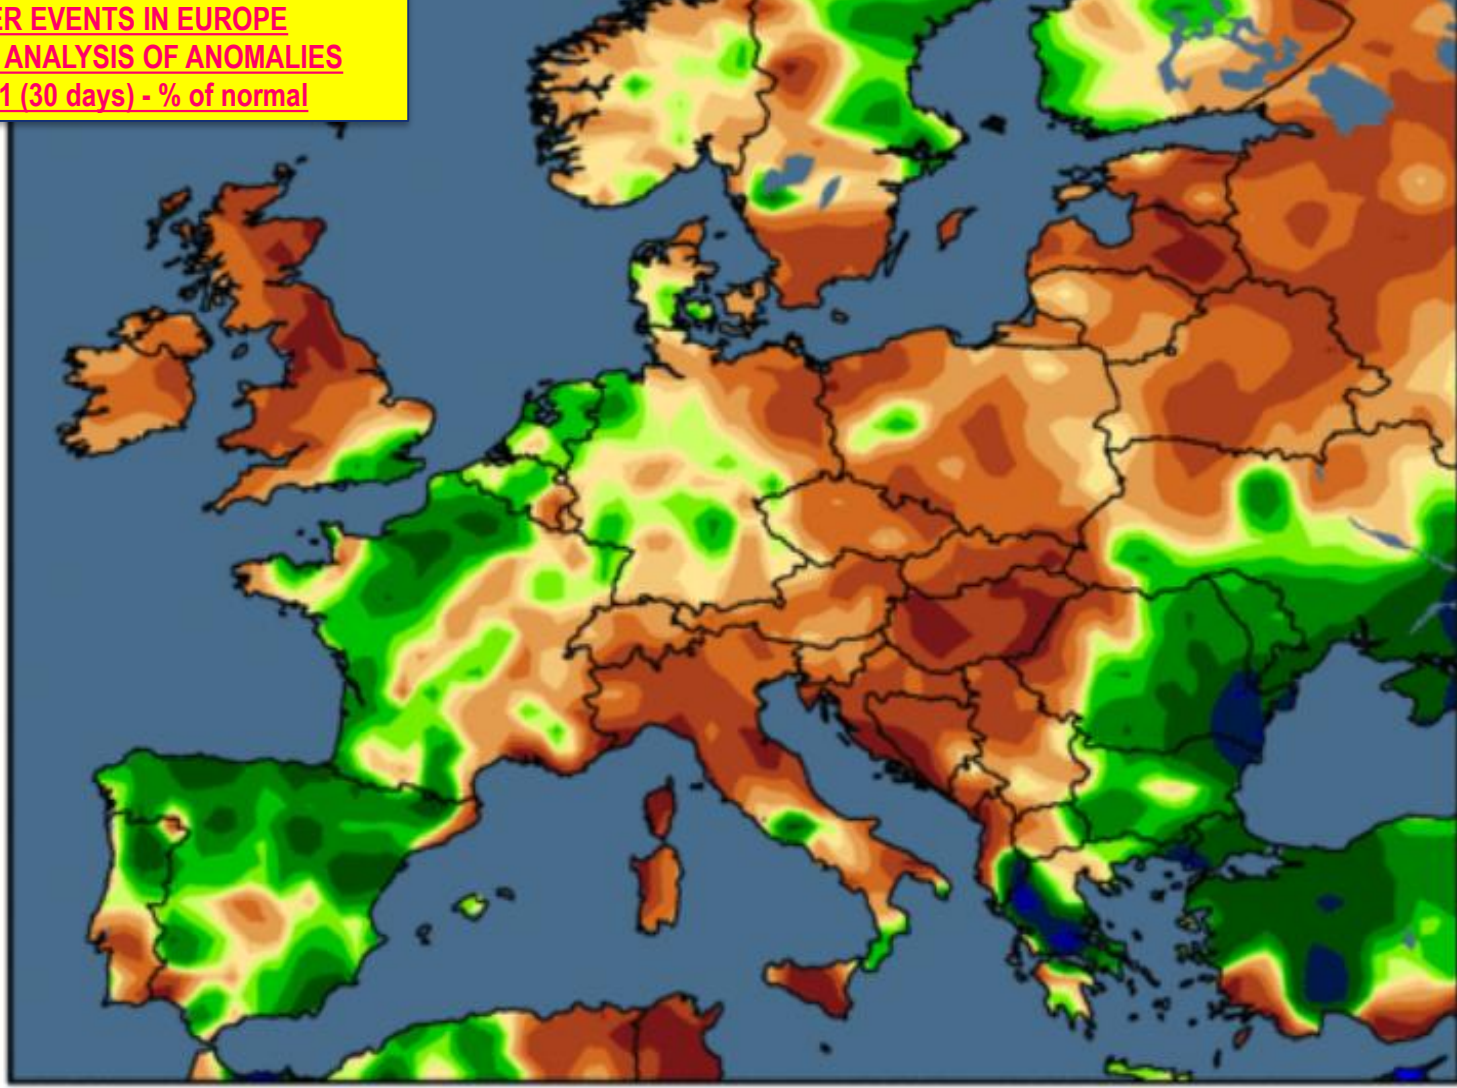 ER EVENTS IN EUROPE
ANALYSIS OF ANOMALIES
1 (30 days) - % of normal